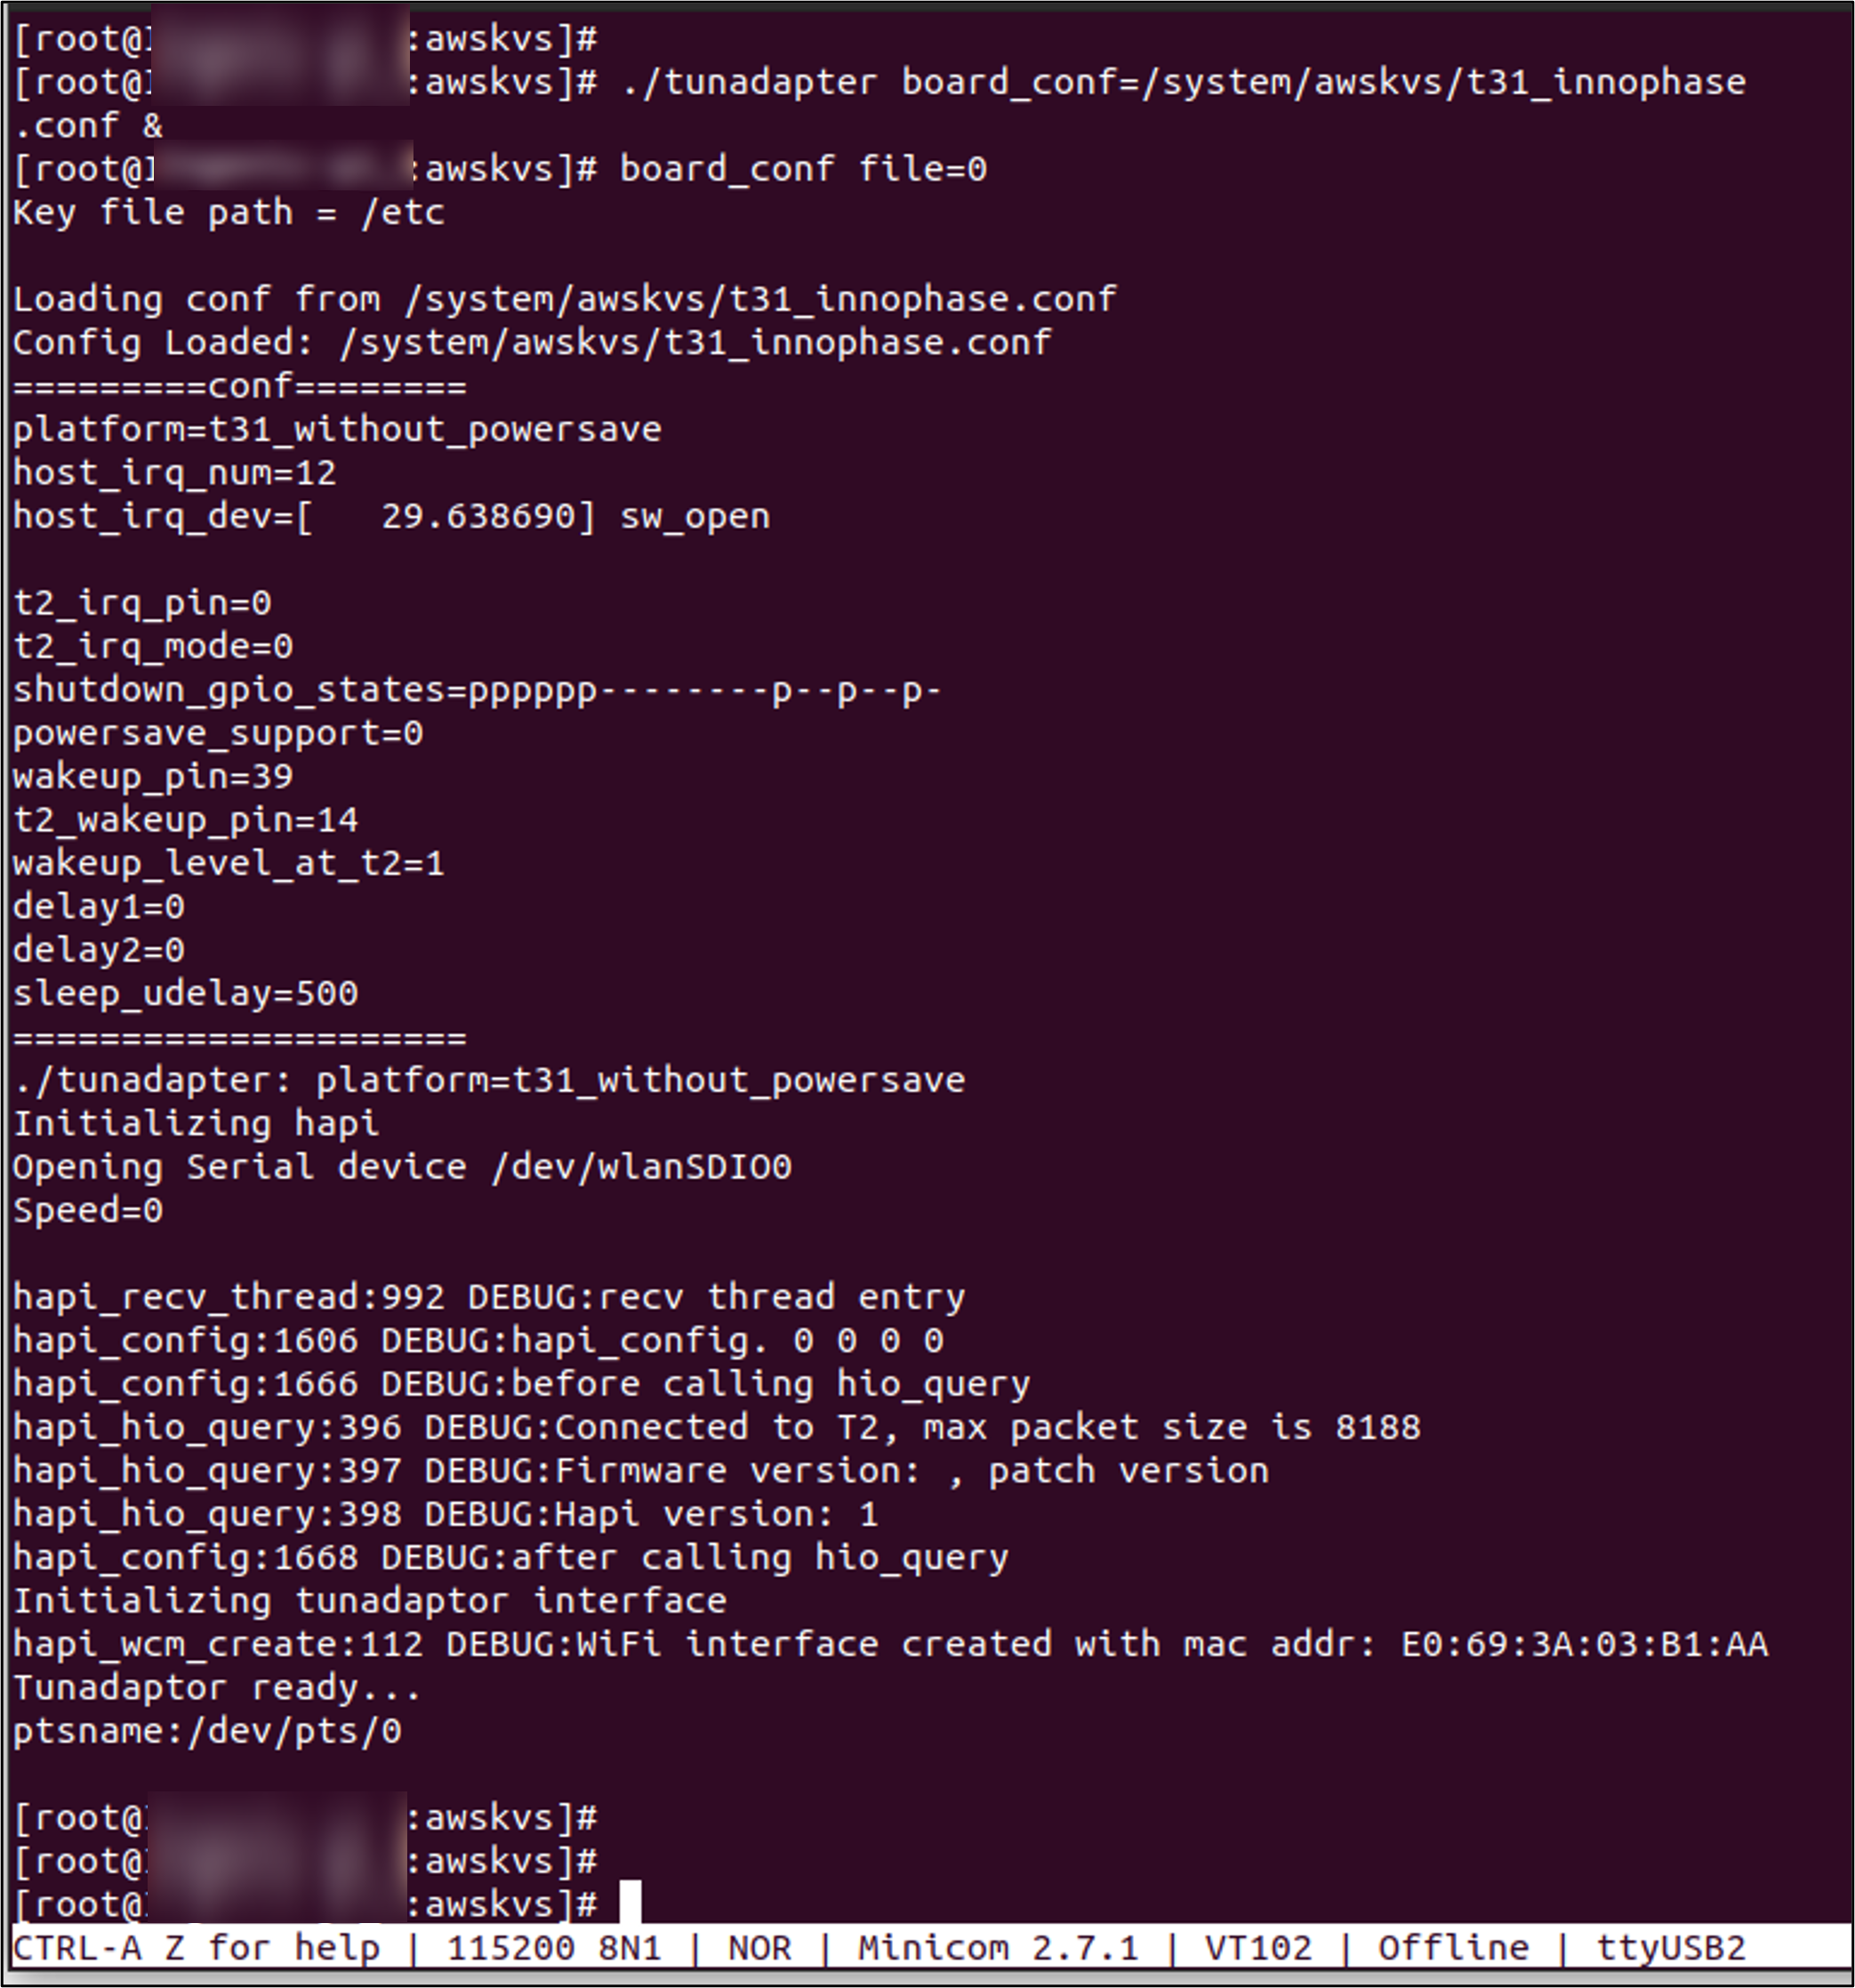 [root@ :awskvs]#
[root@ :awskvs]# ./tunadapter board_conf=/system/awskvs/t31_innophase
.conf &
[root@ :awskvs]# board_conf file=0
Key file path = /etc
Loading conf from /system/awskvs/t31_innophase.conf
Config Loaded: /system/awskvs/t31_innophase.conf
=========conf========
platform=t31_without_powersave
host_irq_num=12
host_irq_dev=[   29.638690] sw_open
t2_irq_pin=0
t2_irq_mode=0
shutdown_gpio_states=pppppp--------p--p--p-
powersave_support=0
wakeup_pin=39
t2_wakeup_pin=14
wakeup_level_at_t2=1
delay1=0
delay2=0
sleep_udelay=500
=====================
./tunadapter: platform=t31_without_powersave
Initializing hapi
Opening Serial device /dev/wlanSDIO0
Speed=0
hapi_recv_thread:992 DEBUG:recv thread entry
hapi_config:1606 DEBUG:hapi_config. 0 0 0 0
hapi_config:1666 DEBUG:before calling hio_query
hapi_hio_query:396 DEBUG:Connected to T2, max packet size is 8188
hapi_hio_query:397 DEBUG:Firmware version: , patch version
hapi_hio_query:398 DEBUG:Hapi version: 1
hapi_config:1668 DEBUG:after calling hio_query
Initializing tunadaptor interface
hapi_wcm_create:112 DEBUG:WiFi interface created with mac addr: E0:69:3A:03:B1:AA
Tunadaptor ready...
ptsname:/dev/pts/0
[root@ :awskvs]#
[root@ :awskvs]#
[root@ :awskvs]#
CTRL-A Z for help | 115200 8N1 | NOR | Minicom 2.7.1 | VT102 | Offline | ttyUSB2